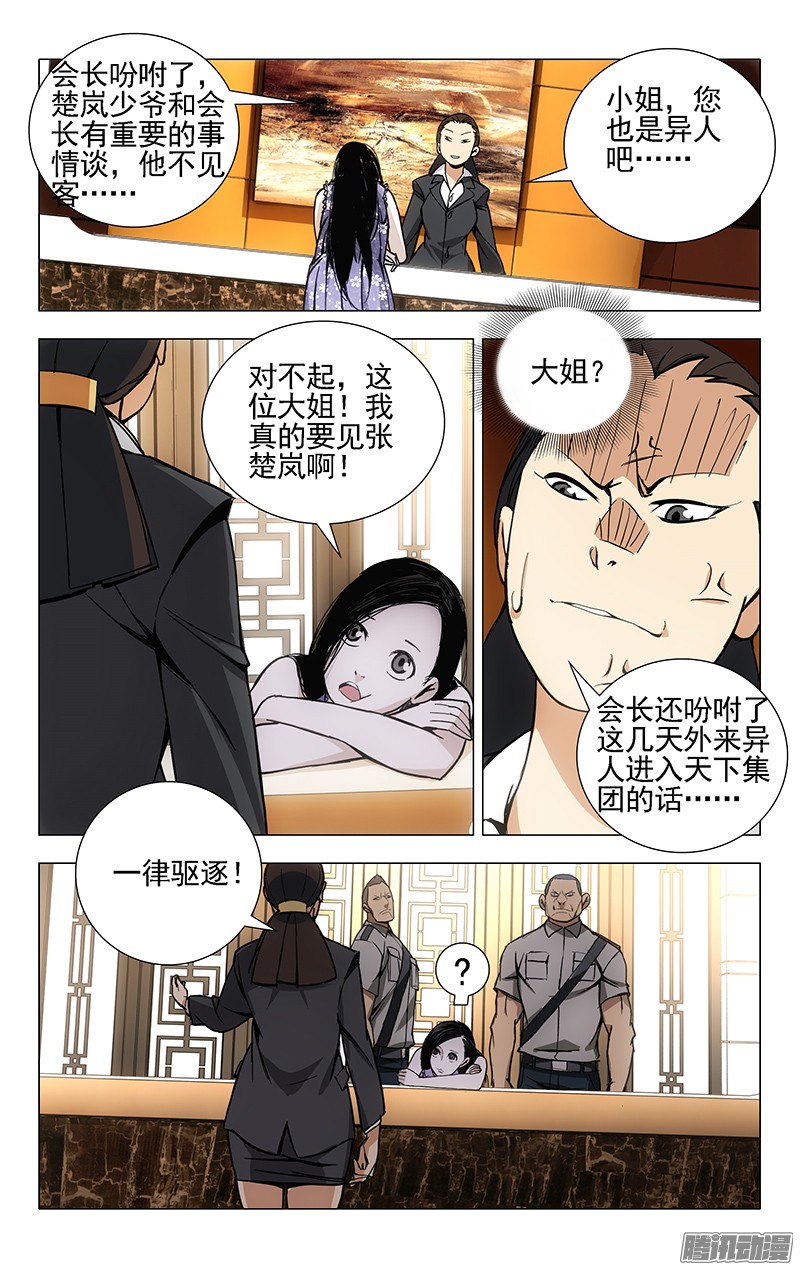 会长吩咐了，
楚岚少爷和会
长有重要的事
情谈，他不见
客……
小姐，您
也是异人
吧……
对不起，这
位大姐！我
真的要见张
楚岚啊！
大姐？
会长还吩咐了
这几天外来异
人进入天下集
团的话……
一律驱逐！
？
腾讯动漫